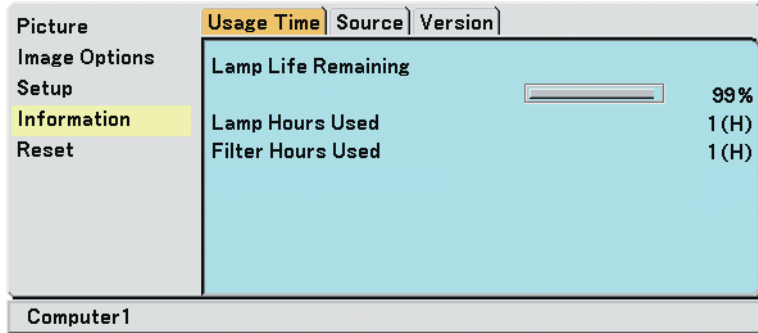 Picture
Image Options
Setup
Information
Reset
Usage Time Source Version
Lamp Life Remaining
99%
Lamp Hours Used 1(H)
Filter Hours Used 1(H)
Computer1